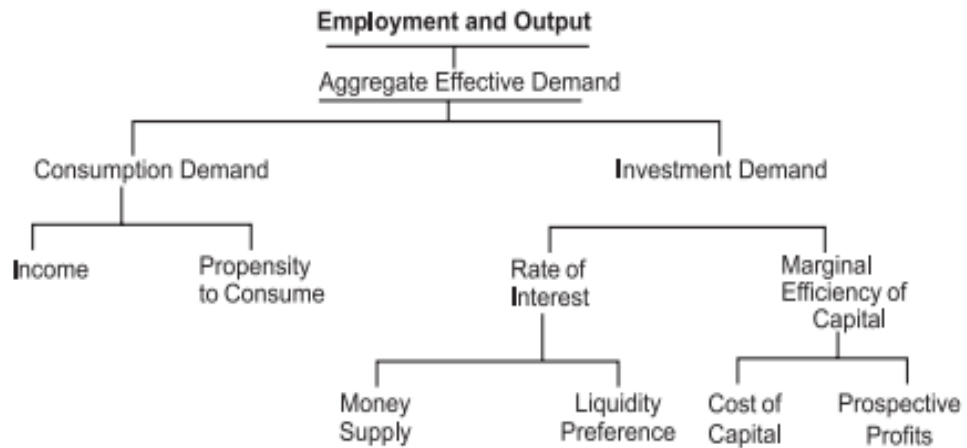 Employment and Output
Aggregate Effective Demand
Consumption Demand
Investment Demand
Income
Propensity
to Consume
Rate of
Interest
Marginal
Efficiency of
Capital
Money
Supply
Liquidity
Preference
Cost of
Capital
Prospective
Profits